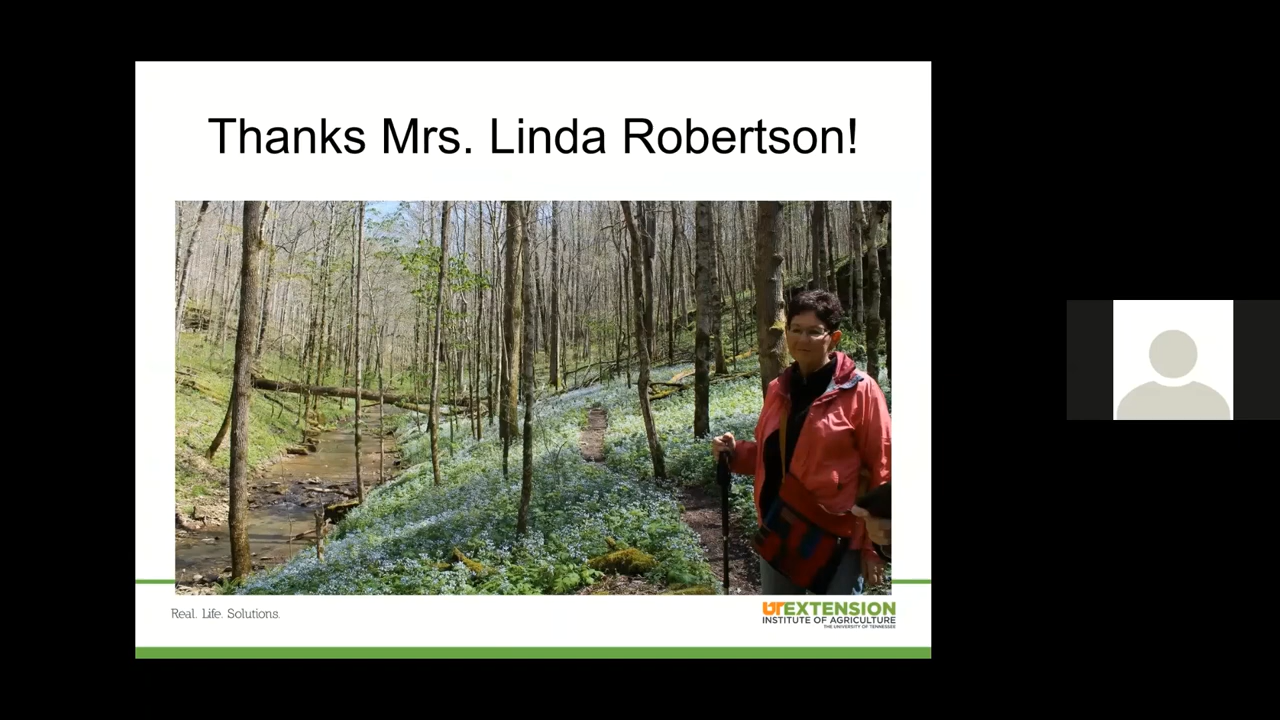 Thanks Mrs. Linda Robertson!
Real. Life. Solutions.
UTEXTENSION
INSTITUTE OF AGRICULTURE
THE UNIVERSITY OF TENNESSEE